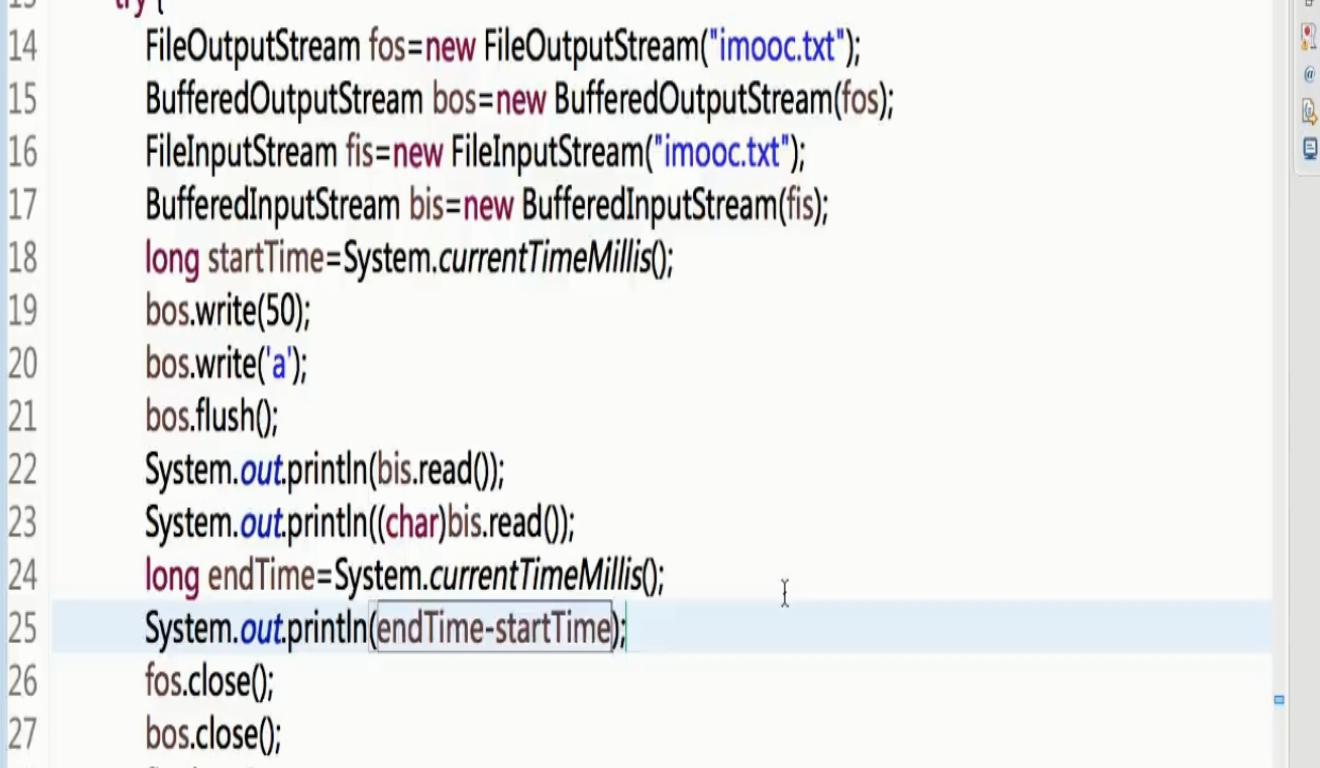 try {
14 FileOutputStream fos=new FileOutputStream("imooc.txt");
15 BufferedOutputStream bos=new BufferedOutputStream(fos);
16 FileInputStream fis=new FileInputStream("imooc.txt");
17 BufferedInputStream bis=new BufferedInputStream(fis);
18 long startTime=System.currentTimeMillis();
19 bos.write(50);
20 bos.write('a');
21 bos.flush();
22 System.out.println(bis.read());
23 System.out.println((char)bis.read());
24 long endTime=System.currentTimeMillis();
25 System.out.println(endTime-startTime);
26 fos.close();
27 bos.close();